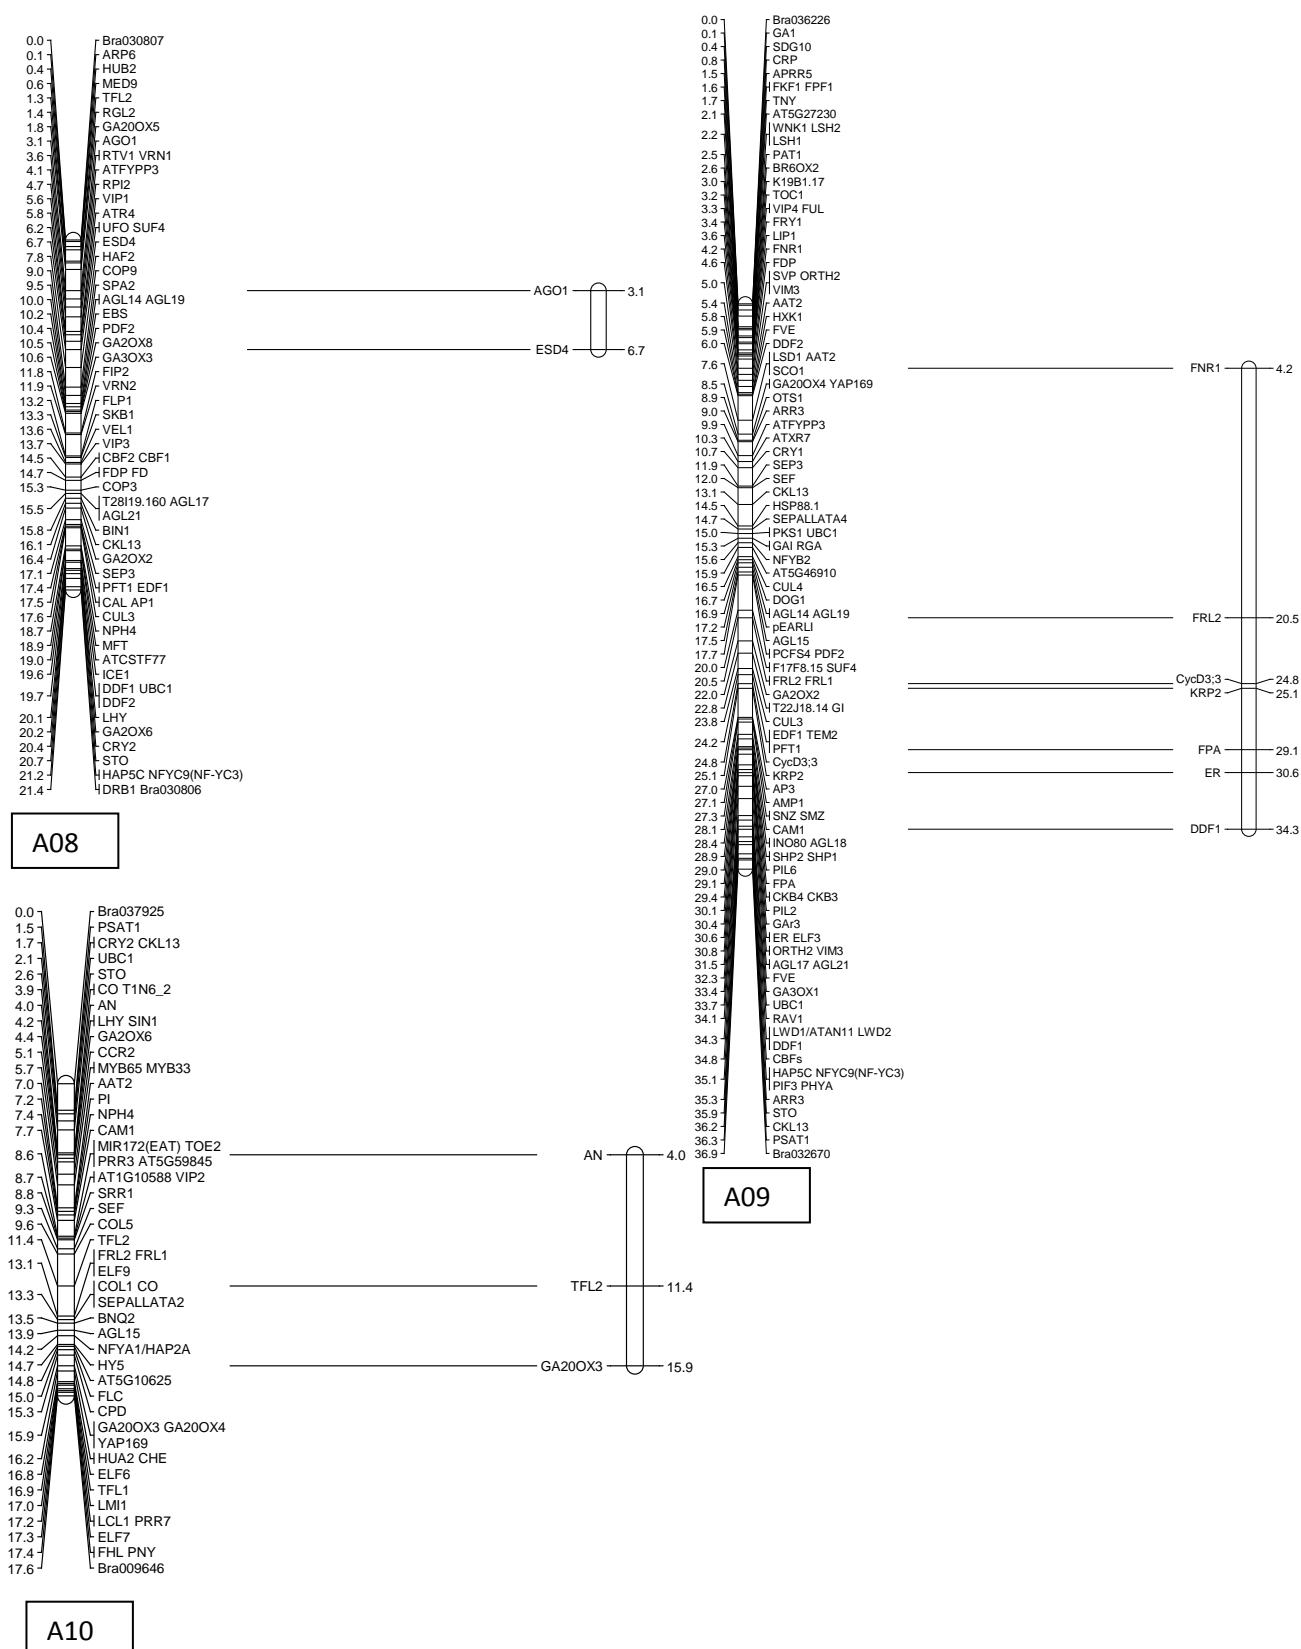 0.0 Bra030807
0.1 ARP6
0.4 HUB2
0.6 MED9
1.3 TFL2
1.4 RGL2
1.8 GA20OX5
3.1 AGO1
3.6 RTV1 VRN1
4.1 ATFYPP3
4.7 RPI2
5.6 VIP1
5.8 ATR4
6.2 UFO SUF4
6.7 ESD4
7.8 HAF2
9.0 COP9
9.5 SPA2
10.0 AGL14 AGL19
10.2 EBS
10.4 PDF2
10.5 GA2OX8
10.6 GA3OX3
11.8 FIP2
11.9 VRN2
13.2 FLP1
13.3 SKB1
13.6 VEL1
13.7 VIP3
14.5 CBF2 CBF1
14.7 FDP FD
15.3 COP3
15.5 T28I19.160 AGL17
AGL21
15.8 BIN1
16.1 CKL13
16.4 GA2OX2
17.1 SEP3
17.4 PFT1 EDF1
17.5 CAL AP1
17.6 CUL3
18.7 NPH4
18.9 MFT
19.0 ATCSTF77
19.6 ICE1
19.7 DDF1 UBC1
DDF2
20.1 LHY
20.2 GA2OX6
20.4 CRY2
20.7 STO
21.2 HAP5C NFYC9(NF-YC3)
21.4 DRB1 Bra030806
AGO1 3.1
ESD4 6.7
A08
0.0 Bra036226
0.1 GA1
0.4 SDG10
0.8 CRP
1.5 APRR5
1.6 FKF1 FPF1
1.7 TNY
2.1 AT5G27230
2.2 WNK1 LSH2
LSH1
2.5 PAT1
2.6 BR6OX2
3.0 K19B1.17
3.2 TOC1
3.3 VIP4 FUL
3.4 FRY1
3.6 LIP1
4.2 FNR1
4.6 FDP
5.0 SVP ORTH2
VIM3
5.4 AAT2
5.8 HXK1
5.9 FVE
6.0 DDF2
7.6 LSD1 AAT2
SCO1
8.5 GA20OX4 YAP169
8.9 OTS1
9.0 ARR3
9.9 ATFYPP3
10.3 ATXR7
10.7 CRY1
11.9 SEP3
12.0 SEF
13.1 CKL13
14.5 HSP88.1
14.7 SEPALLATA4
15.0 PKS1 UBC1
15.3 GAI RGA
15.6 NFYB2
15.9 AT5G46910
16.5 CUL4
16.7 DOG1
16.9 AGL14 AGL19
17.2 pEARLI
17.5 AGL15
17.7 PCFS4 PDF2
20.0 F17F8.15 SUF4
20.5 FRL2 FRL1
22.0 GA2OX2
22.8 T22J18.14 GI
23.8 CUL3
24.2 EDF1 TEM2
PFT1
24.8 CycD3;3
25.1 KRP2
27.0 AP3
27.1 AMP1
27.3 SNZ SMZ
28.1 CAM1
28.4 INO80 AGL18
28.9 SHP2 SHP1
29.0 PIL6
29.1 FPA
29.4 CKB4 CKB3
30.1 PIL2
30.4 GAr3
30.6 ER ELF3
30.8 ORTH2 VIM3
31.5 AGL17 AGL21
32.3 FVE
33.4 GA3OX1
33.7 UBC1
34.1 RAV1
34.3 LWD1/ATAN11 LWD2
DDF1
34.8 CBFs
35.1 HAP5C NFYC9(NF-YC3)
PIF3 PHYA
35.3 ARR3
35.9 STO
36.2 CKL13
36.3 PSAT1
36.9 Bra032670
FNR1 4.2
FRL2 20.5
CycD3;3 24.8
KRP2 25.1
FPA 29.1
ER 30.6
DDF1 34.3
A09
0.0 Bra037925
1.5 PSAT1
1.7 CRY2 CKL13
2.1 UBC1
2.6 STO
3.9 CO T1N6_2
4.0 AN
4.2 LHY SIN1
4.4 GA2OX6
5.1 CCR2
5.7 MYB65 MYB33
7.0 AAT2
7.2 PI
7.4 NPH4
7.7 CAM1
8.6 MIR172(EAT) TOE2
PRR3 AT5G59845
8.7 AT1G10588 VIP2
8.8 SRR1
9.3 SEF
9.6 COL5
11.4 TFL2
13.1 FRL2 FRL1
ELF9
13.3 COL1 CO
SEPALLATA2
13.5 BNQ2
13.9 AGL15
14.2 NFYA1/HAP2A
14.7 HY5
14.8 AT5G10625
15.0 FLC
15.3 CPD
15.9 GA20OX3 GA20OX4
YAP169
16.2 HUA2 CHE
16.8 ELF6
16.9 TFL1
17.0 LMI1
17.2 LCL1 PRR7
17.3 ELF7
17.4 FHL PNY
17.6 Bra009646
AN 4.0
TFL2 11.4
GA20OX3 15.9
A10